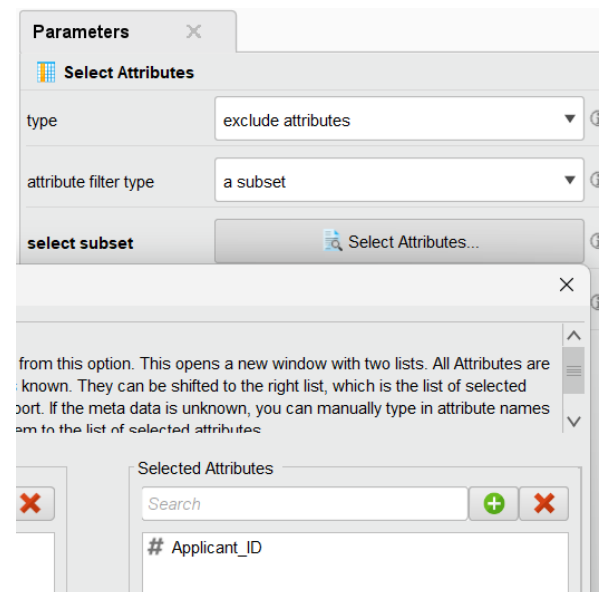 Parameters
Select Attributes
type
exclude attributes
attribute filter type
a subset
select subset
Select Attributes...
from this option. This opens a new window with two lists. All Attributes are
known. They can be shifted to the right list, which is the list of selected
port. If the meta data is unknown, you can manually type in attribute names
em to the list of selected attributes
Selected Attributes
Search
# Applicant_ID